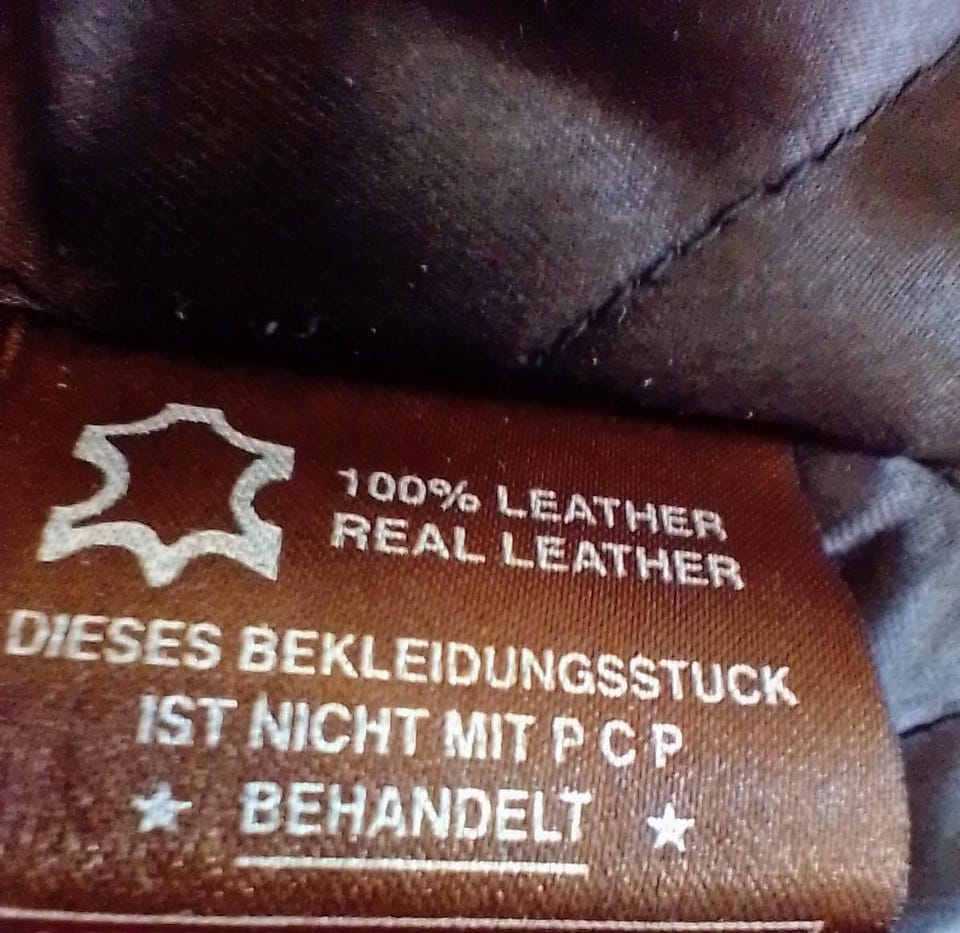 100% LEATHER
REAL LEATHER
DIESES BEKLEIDUNGSSTUCK
IST NICHT MIT P C P
★ BEHANDELT ★